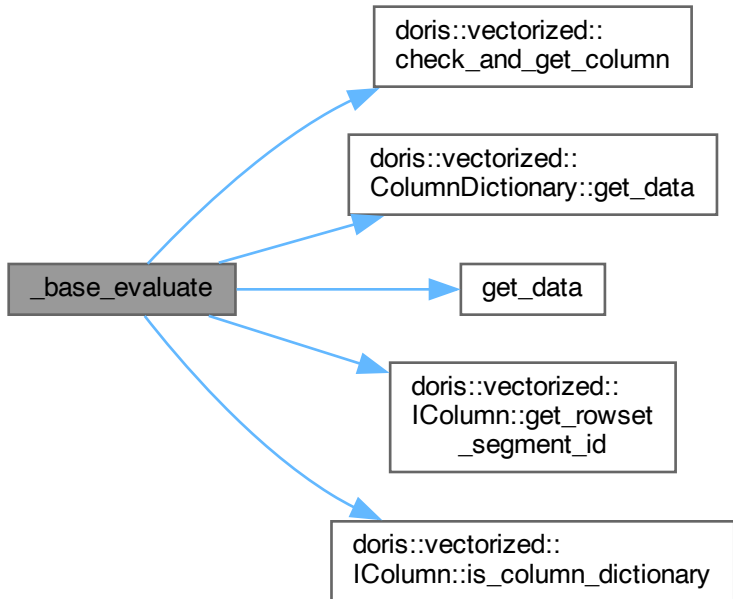 doris::vectorized::
check_and_get_column
doris::vectorized::
ColumnDictionary::get_data
_base_evaluate
get_data
doris::vectorized::
IColumn::get_rowset
_segment_id
doris::vectorized::
IColumn::is_column_dictionary